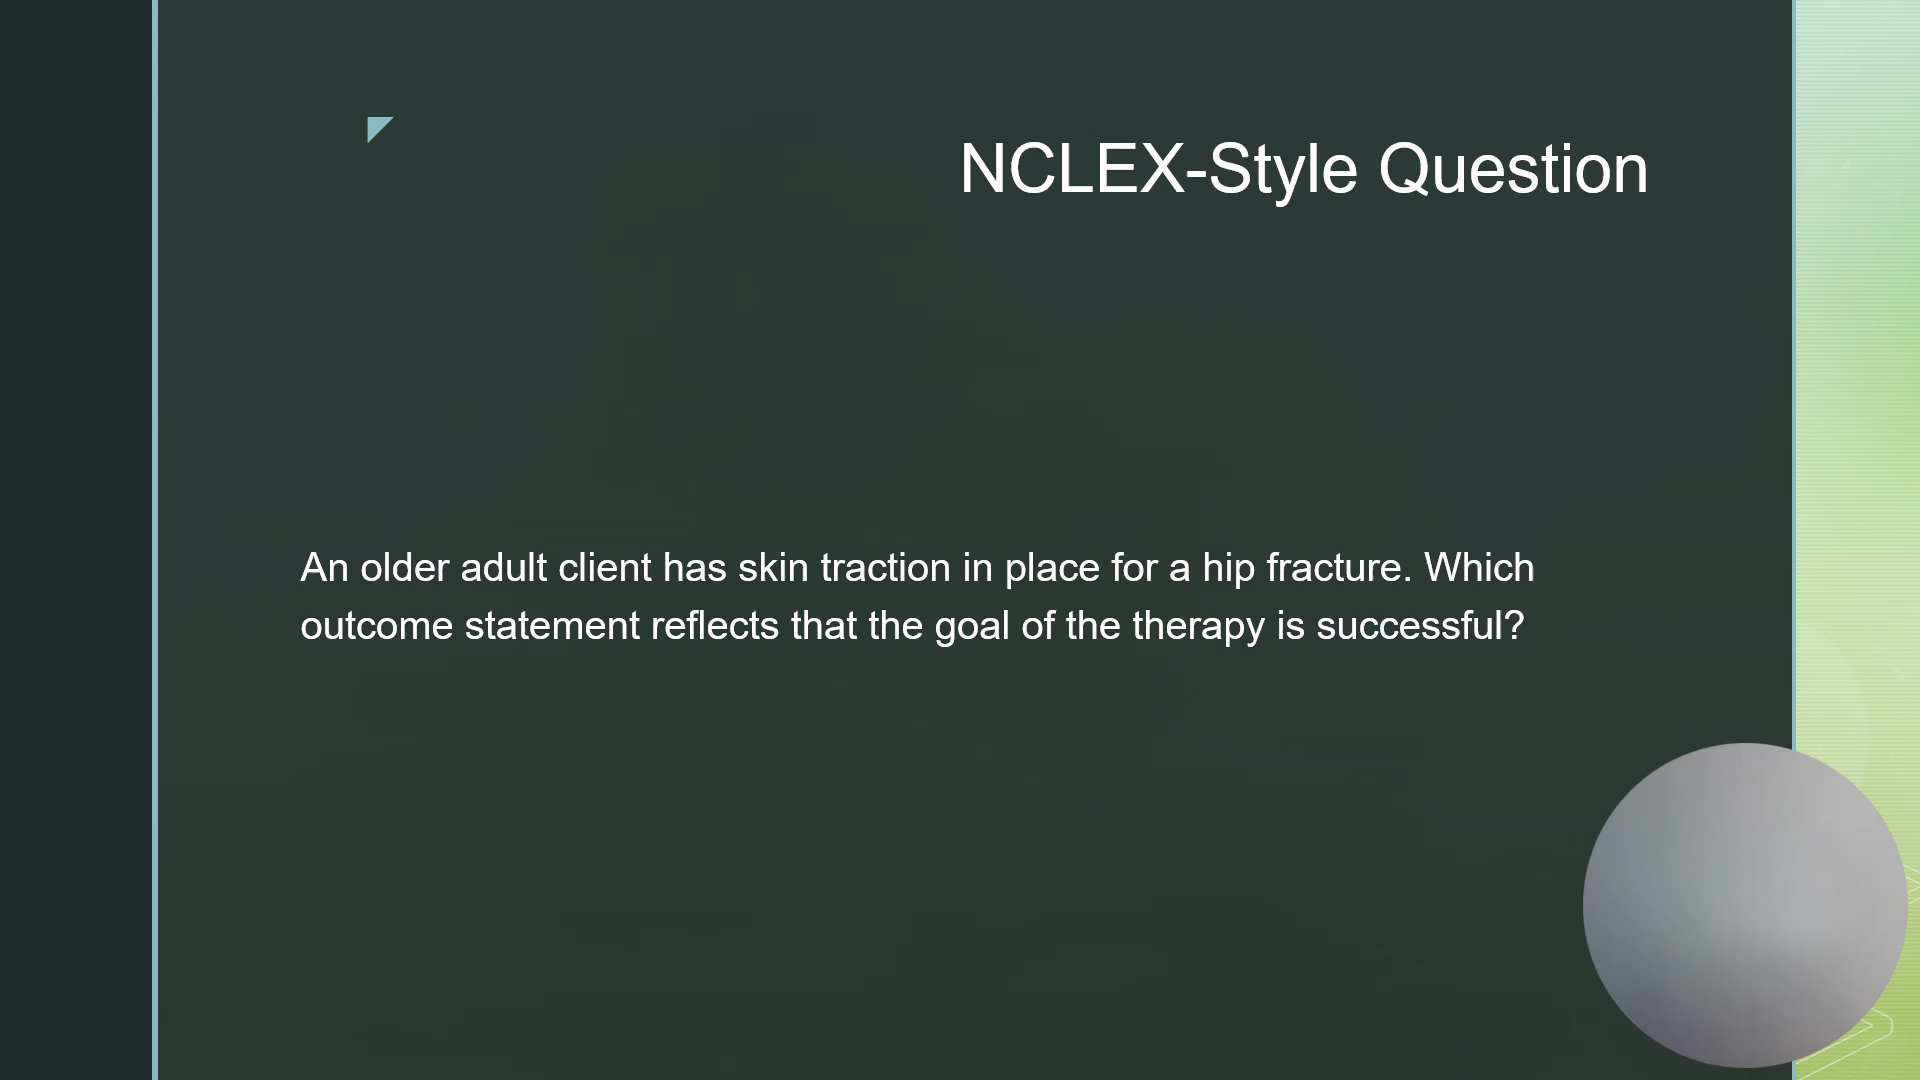 NCLEX-Style Question
An older adult client has skin traction in place for a hip fracture. Which
outcome statement reflects that the goal of the therapy is successful?